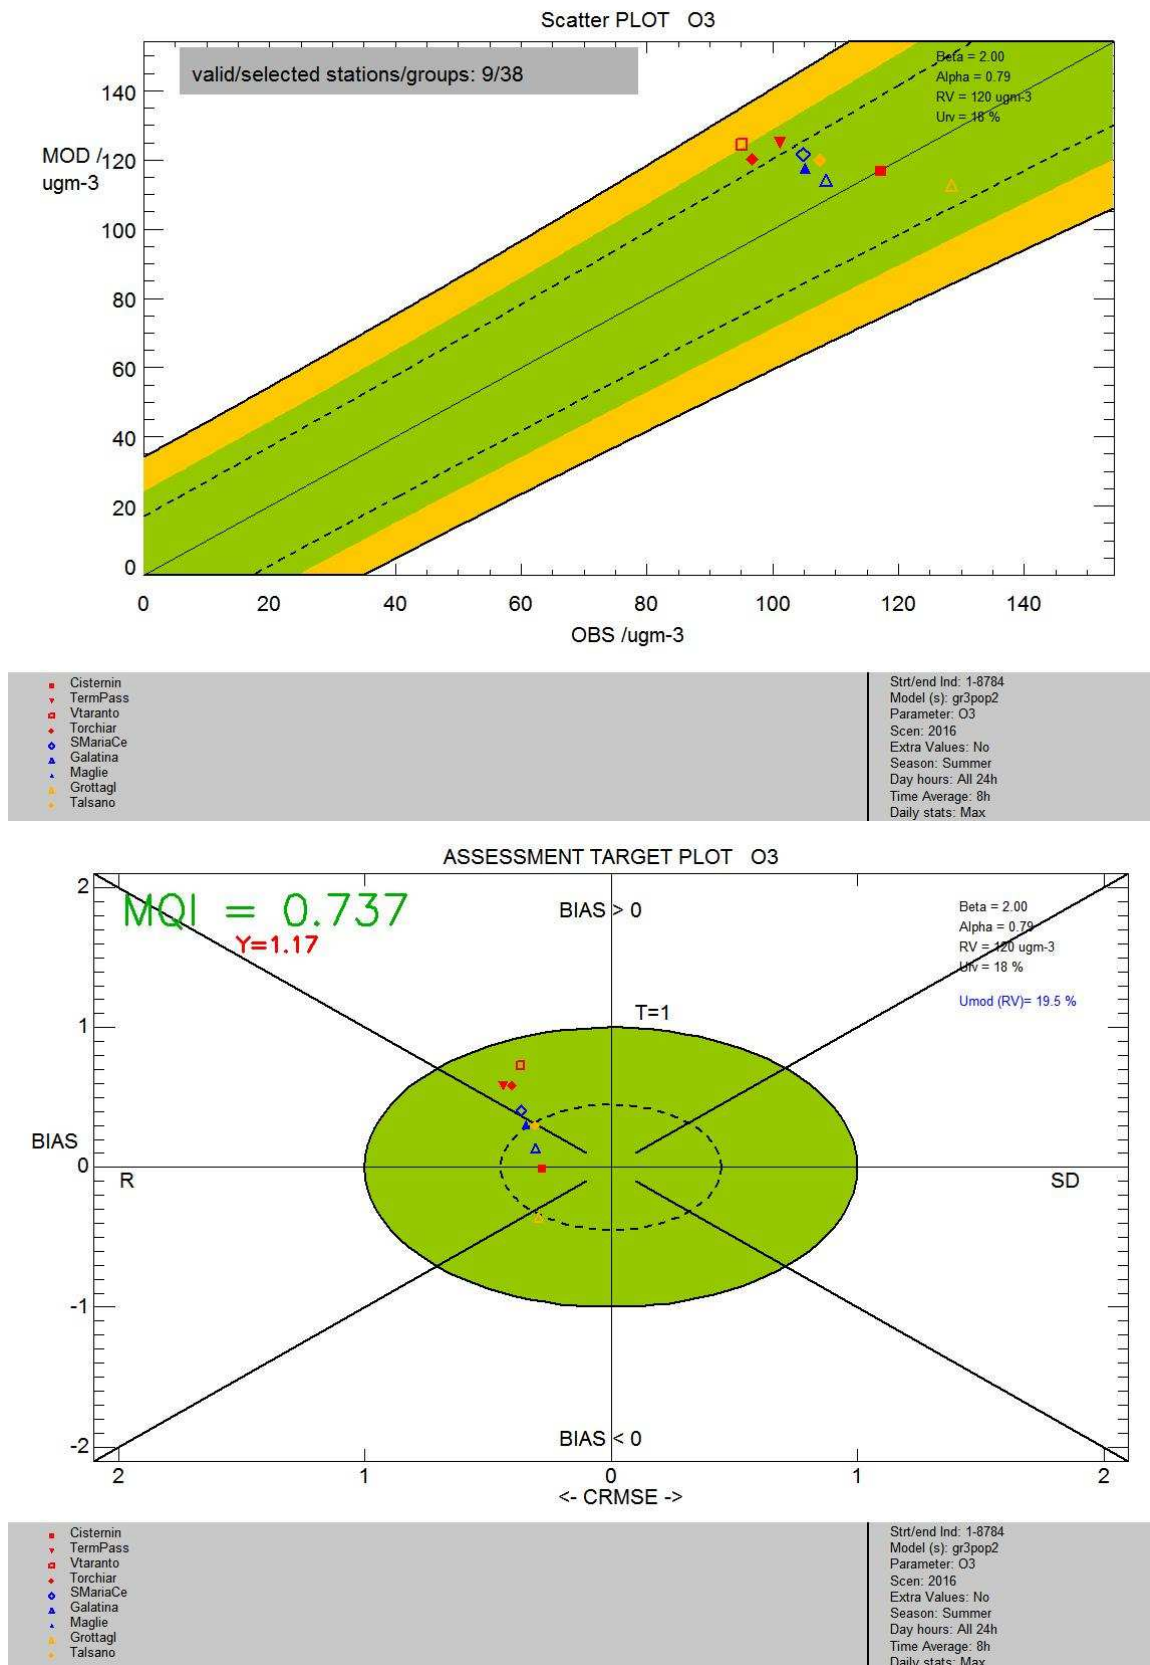 Scatter PLOT O3
valid/selected stations/groups: 9/38
Beta = 2.00
Alpha = 0.79
RV = 120 ugm-3
Urv = 18 %
MOD /
ugm-3
140
120
100
80
60
40
20
0
0 20 40 60 80 100 120 140
OBS /ugm-3
Cisternin
TermPass
Vtaranto
Torchiar
SMariaCe
Galatina
Maglie
Grottagl
Talsano
Strt/end Ind: 1-8784
Model (s): gr3pop2
Parameter: O3
Scen: 2016
Extra Values: No
Season: Summer
Day hours: All 24h
Time Average: 8h
Daily stats: Max
ASSESSMENT TARGET PLOT O3
MQI = 0.737
Y=1.17
BIAS > 0
Beta = 2.00
Alpha = 0.79
RV = 120 ugm-3
Urv = 18 %
Umod (RV)= 19.5 %
T=1
BIAS
2
1
0
-1
-2
R
SD
BIAS < 0
2 1 0 1 2
<- CRMSE ->
Cisternin
TermPass
Vtaranto
Torchiar
SMariaCe
Galatina
Maglie
Grottagl
Talsano
Strt/end Ind: 1-8784
Model (s): gr3pop2
Parameter: O3
Scen: 2016
Extra Values: No
Season: Summer
Day hours: All 24h
Time Average: 8h
Daily stats: Max